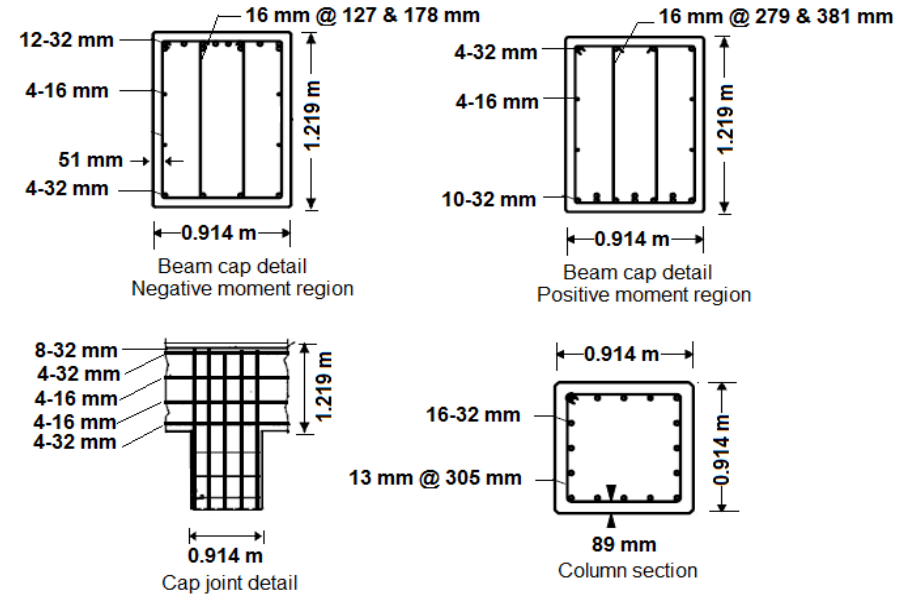 16 mm @ 127 & 178 mm
12-32 mm
4-16 mm
51 mm
4-32 mm
1.219 m
0.914 m
Beam cap detail
Negative moment region
16 mm @ 279 & 381 mm
4-32 mm
4-16 mm
10-32 mm
1.219 m
0.914 m
Beam cap detail
Positive moment region
8-32 mm
4-32 mm
4-16 mm
4-16 mm
4-32 mm
1.219 m
0.914 m
Cap joint detail
0.914 m
16-32 mm
13 mm @ 305 mm
0.914 m
89 mm
Column section